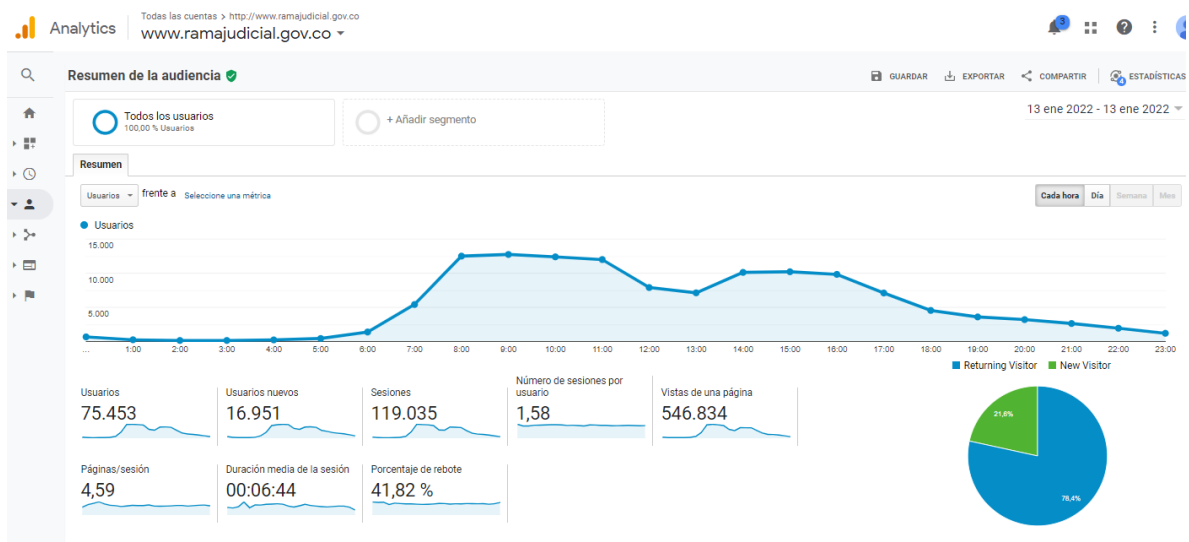 Analytics
Todas las cuentas > http://www.ramajudicial.gov.co
www.ramajudicial.gov.co
3
Resumen de la audiencia
GUARDAR
EXPORTAR
COMPARTIR
4
ESTADÍSTICAS
Todos los usuarios
100,00 % Usuarios
+ Añadir segmento
13 ene 2022 - 13 ene 2022
Resumen
Usuarios
frente a
Seleccione una métrica
Cada hora
Día
Semana
Mes
Usuarios
15.000
10.000
5.000
... 1:00 2:00 3:00 4:00 5:00 6:00 7:00 8:00 9:00 10:00 11:00 12:00 13:00 14:00 15:00 16:00 17:00 18:00 19:00 20:00 21:00 22:00 23:00
Returning Visitor
New Visitor
Usuarios
75.453
Usuarios nuevos
16.951
Sesiones
119.035
Número de sesiones por
usuario
1,58
Vistas de una página
546.834
Páginas/sesión
4,59
Duración media de la sesión
00:06:44
Porcentaje de rebote
41,82 %
21,6%
78,4%